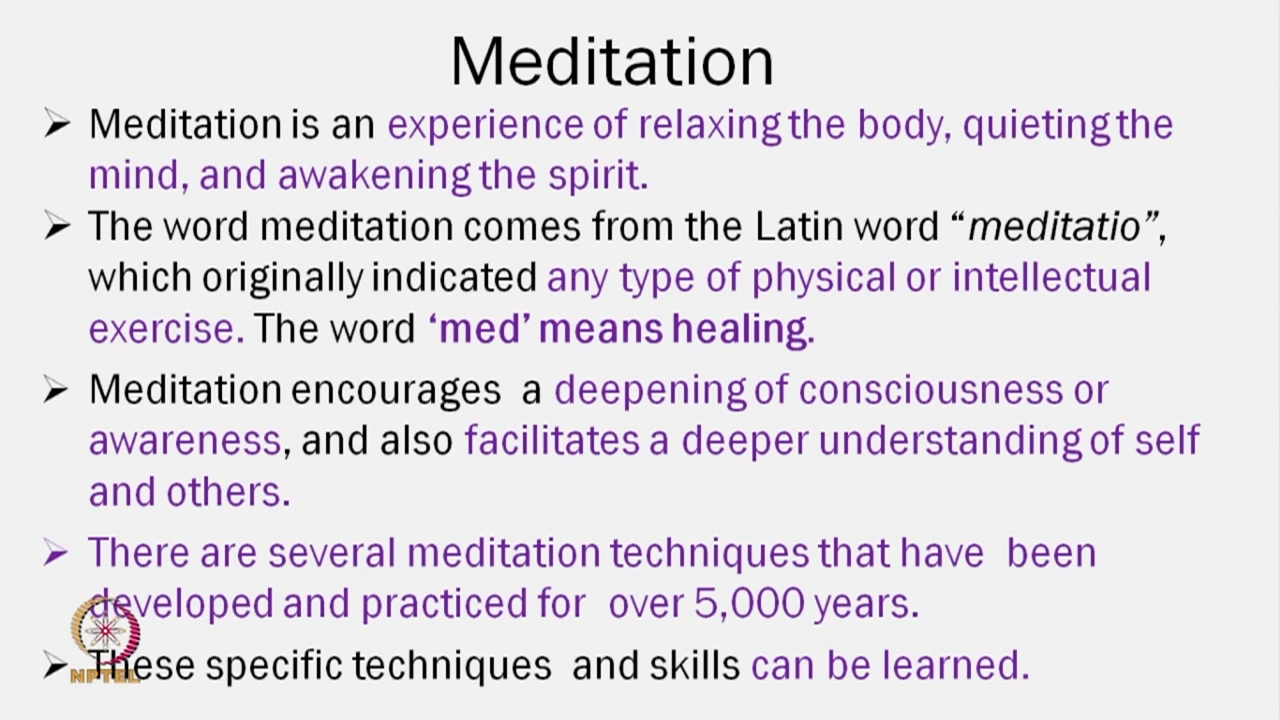 Meditation
➢ Meditation is an experience of relaxing the body, quieting the
mind, and awakening the spirit.
➢ The word meditation comes from the Latin word “meditatio”,
which originally indicated any type of physical or intellectual
exercise. The word ‘med’ means healing.
➢ Meditation encourages a deepening of consciousness or
awareness, and also facilitates a deeper understanding of self
and others.
➢ There are several meditation techniques that have been
developed and practiced for over 5,000 years.
➢ These specific techniques and skills can be learned.
NPTEL